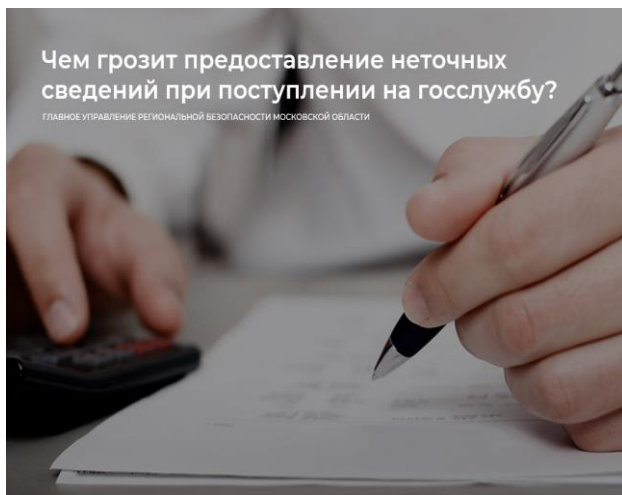 Чем грозит предоставление неточных
сведений при поступлении на госслужбу?
ГЛАВНОЕ УПРАВЛЕНИЕ РЕГИОНАЛЬНОЙ БЕЗОПАСНОСТИ МОСКОВСКОЙ ОБЛАСТИ